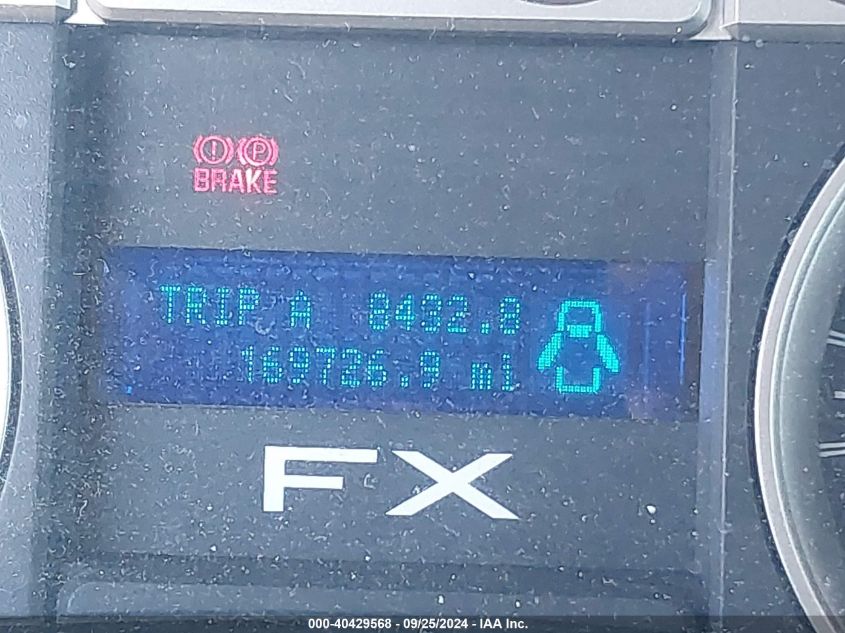 (!) (P)
BRAKE
TRIP A 8492.8
169726.9 mi
FX
000-40429568 - 09/25/2024 - IAA Inc.